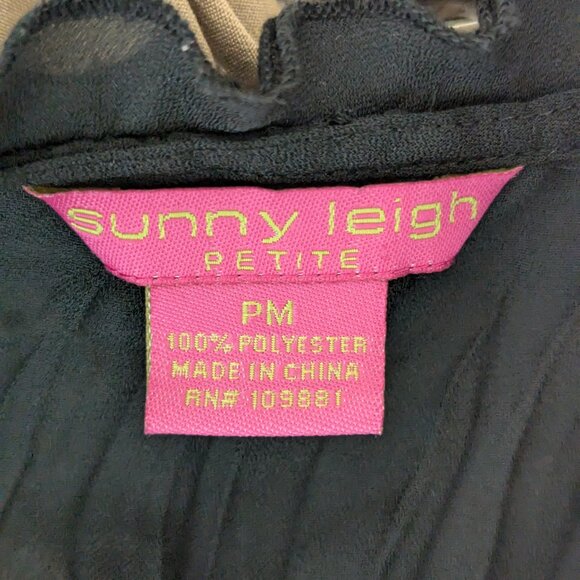 sunny leigh
PETITE
PM
100% POLYESTER
MADE IN CHINA
RN# 109881